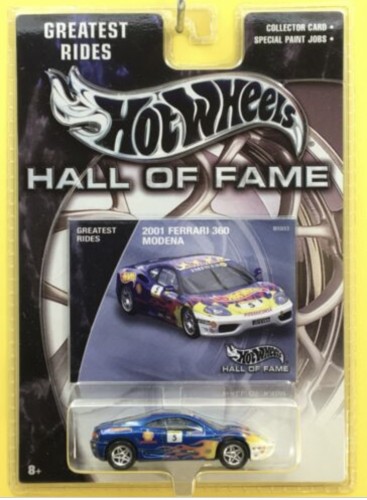 GREATEST
RIDES
COLLECTOR CARD •
SPECIAL PAINT JOBS •
Hot Wheels
HALL OF FAME
GREATEST
RIDES
2001 FERRARI 360
MODENA
Hot Wheels
HALL OF FAME
5
8+